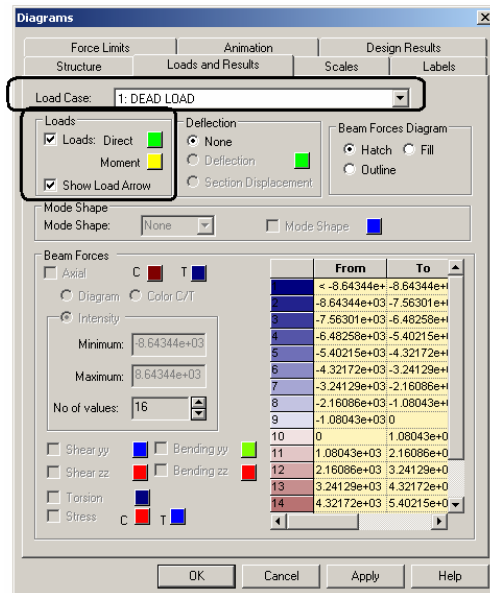 Diagrams
Force Limits Animation Design Results
Structure Loads and Results Scales Labels
Load Case: 1: DEAD LOAD
Loads
Loads: Direct
Moment
Show Load Arrow
Deflection
None
Deflection
Section Displacement
Beam Forces Diagram
Hatch Fill
Outline
Mode Shape
Mode Shape: None Mode Shape
Beam Forces
Axial C T
Diagram Color C/T
Intensity
Minimum: -8.64344e+03
Maximum: 8.64344e+03
No of values: 16
Shear yy Bending yy
Shear zz Bending zz
Torsion
Stress C T
From To
< -8.64344e+ -8.64344e+
2 -8.64344e+03 -7.56301e+
3 -7.56301e+03 -6.48258e+
4 -6.48258e+03 -5.40215e+
5 -5.40215e+03 -4.32172e+
6 -4.32172e+03 -3.24129e+
7 -3.24129e+03 -2.16086e+
8 -2.16086e+03 -1.08043e+
9 -1.08043e+03 0
10 0 1.08043e+0
11 1.08043e+03 2.16086e+0
12 2.16086e+03 3.24129e+0
13 3.24129e+03 4.32172e+0
14 4.32172e+03 5.40215e+0
OK Cancel Apply Help